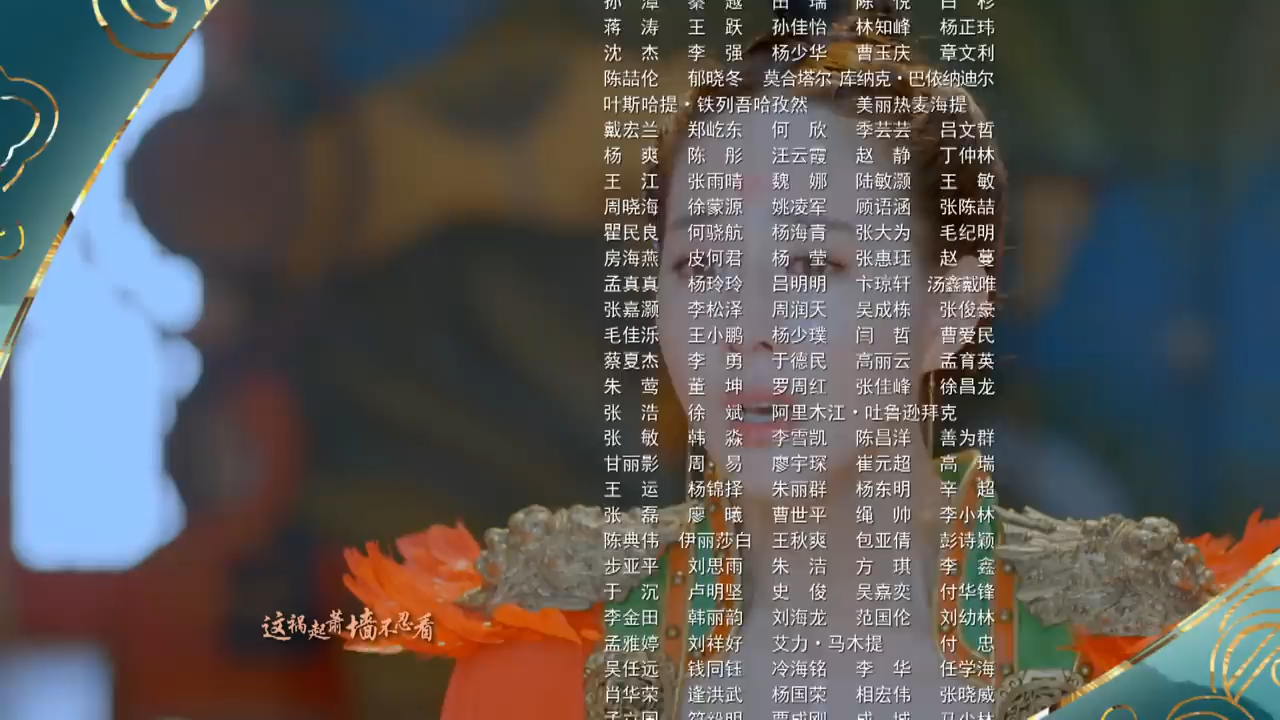 孙 漳 秦 越 田 瑞 陈 悦 白 杉
蒋 涛 王 跃 孙佳怡 林知峰 杨正玮
沈 杰 李 强 杨少华 曹玉庆 章文利
陈喆伦 郁晓冬 莫合塔尔 库纳克·巴依纳迪尔
叶斯哈提·铁列吾哈孜然 美丽热麦海提
戴宏兰 郑屹东 何 欣 季芸芸 吕文哲
杨 爽 陈 彤 汪云霞 赵 静 丁仲林
王 江 张雨晴 魏 娜 陆敏灏 王 敏
周晓海 徐蒙源 姚凌军 顾语涵 张陈喆
瞿民良 何骁航 杨海青 张大为 毛纪明
房海燕 皮何君 杨 莹 张惠珏 赵 蔓
孟真真 杨玲玲 吕明明 卞琼轩 汤鑫戴唯
张嘉灏 李松泽 周润天 吴成栋 张俊豪
毛佳泺 王小鹏 杨少璞 闫 哲 曹爱民
蔡夏杰 李 勇 于德民 高丽云 孟育英
朱 莺 董 坤 罗周红 张佳峰 徐昌龙
张 浩 徐 斌 阿里木江·吐鲁逊拜克
张 敏 韩 淼 李雪凯 陈昌洋 善为群
甘丽影 周 易 廖宇琛 崔元超 高 瑞
王 运 杨锦择 朱丽群 杨东明 辛 超
张 磊 廖 曦 曹世平 绳 帅 李小林
陈典伟 伊丽莎白 王秋爽 包亚倩 彭诗颖
步亚平 刘思雨 朱 洁 方 琪 李 鑫
于 沉 卢明坚 史 俊 吴嘉奕 付华锋
李金田 韩丽韵 刘海龙 范国伦 刘幼林
这祸起萧墙不忍看
孟雅婷 刘祥好 艾力·马木提 付 忠
吴任远 钱同钰 冷海铭 李 华 任学海
肖华荣 逄洪武 杨国荣 相宏伟 张晓威